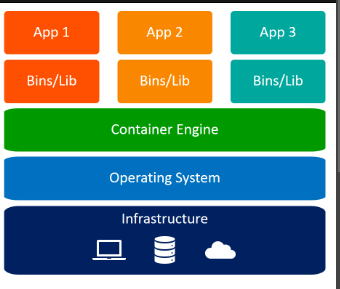 App 1 App 2 App 3
Bins/Lib Bins/Lib Bins/Lib
Container Engine
Operating System
Infrastructure